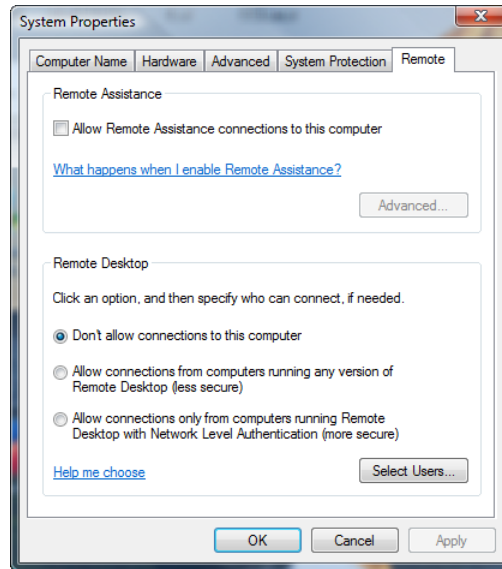 System Properties
Computer Name Hardware Advanced System Protection Remote
Remote Assistance
Allow Remote Assistance connections to this computer
What happens when I enable Remote Assistance?
Advanced...
Remote Desktop
Click an option, and then specify who can connect, if needed.
Don't allow connections to this computer
Allow connections from computers running any version of
Remote Desktop (less secure)
Allow connections only from computers running Remote
Desktop with Network Level Authentication (more secure)
Help me choose Select Users...
OK Cancel Apply